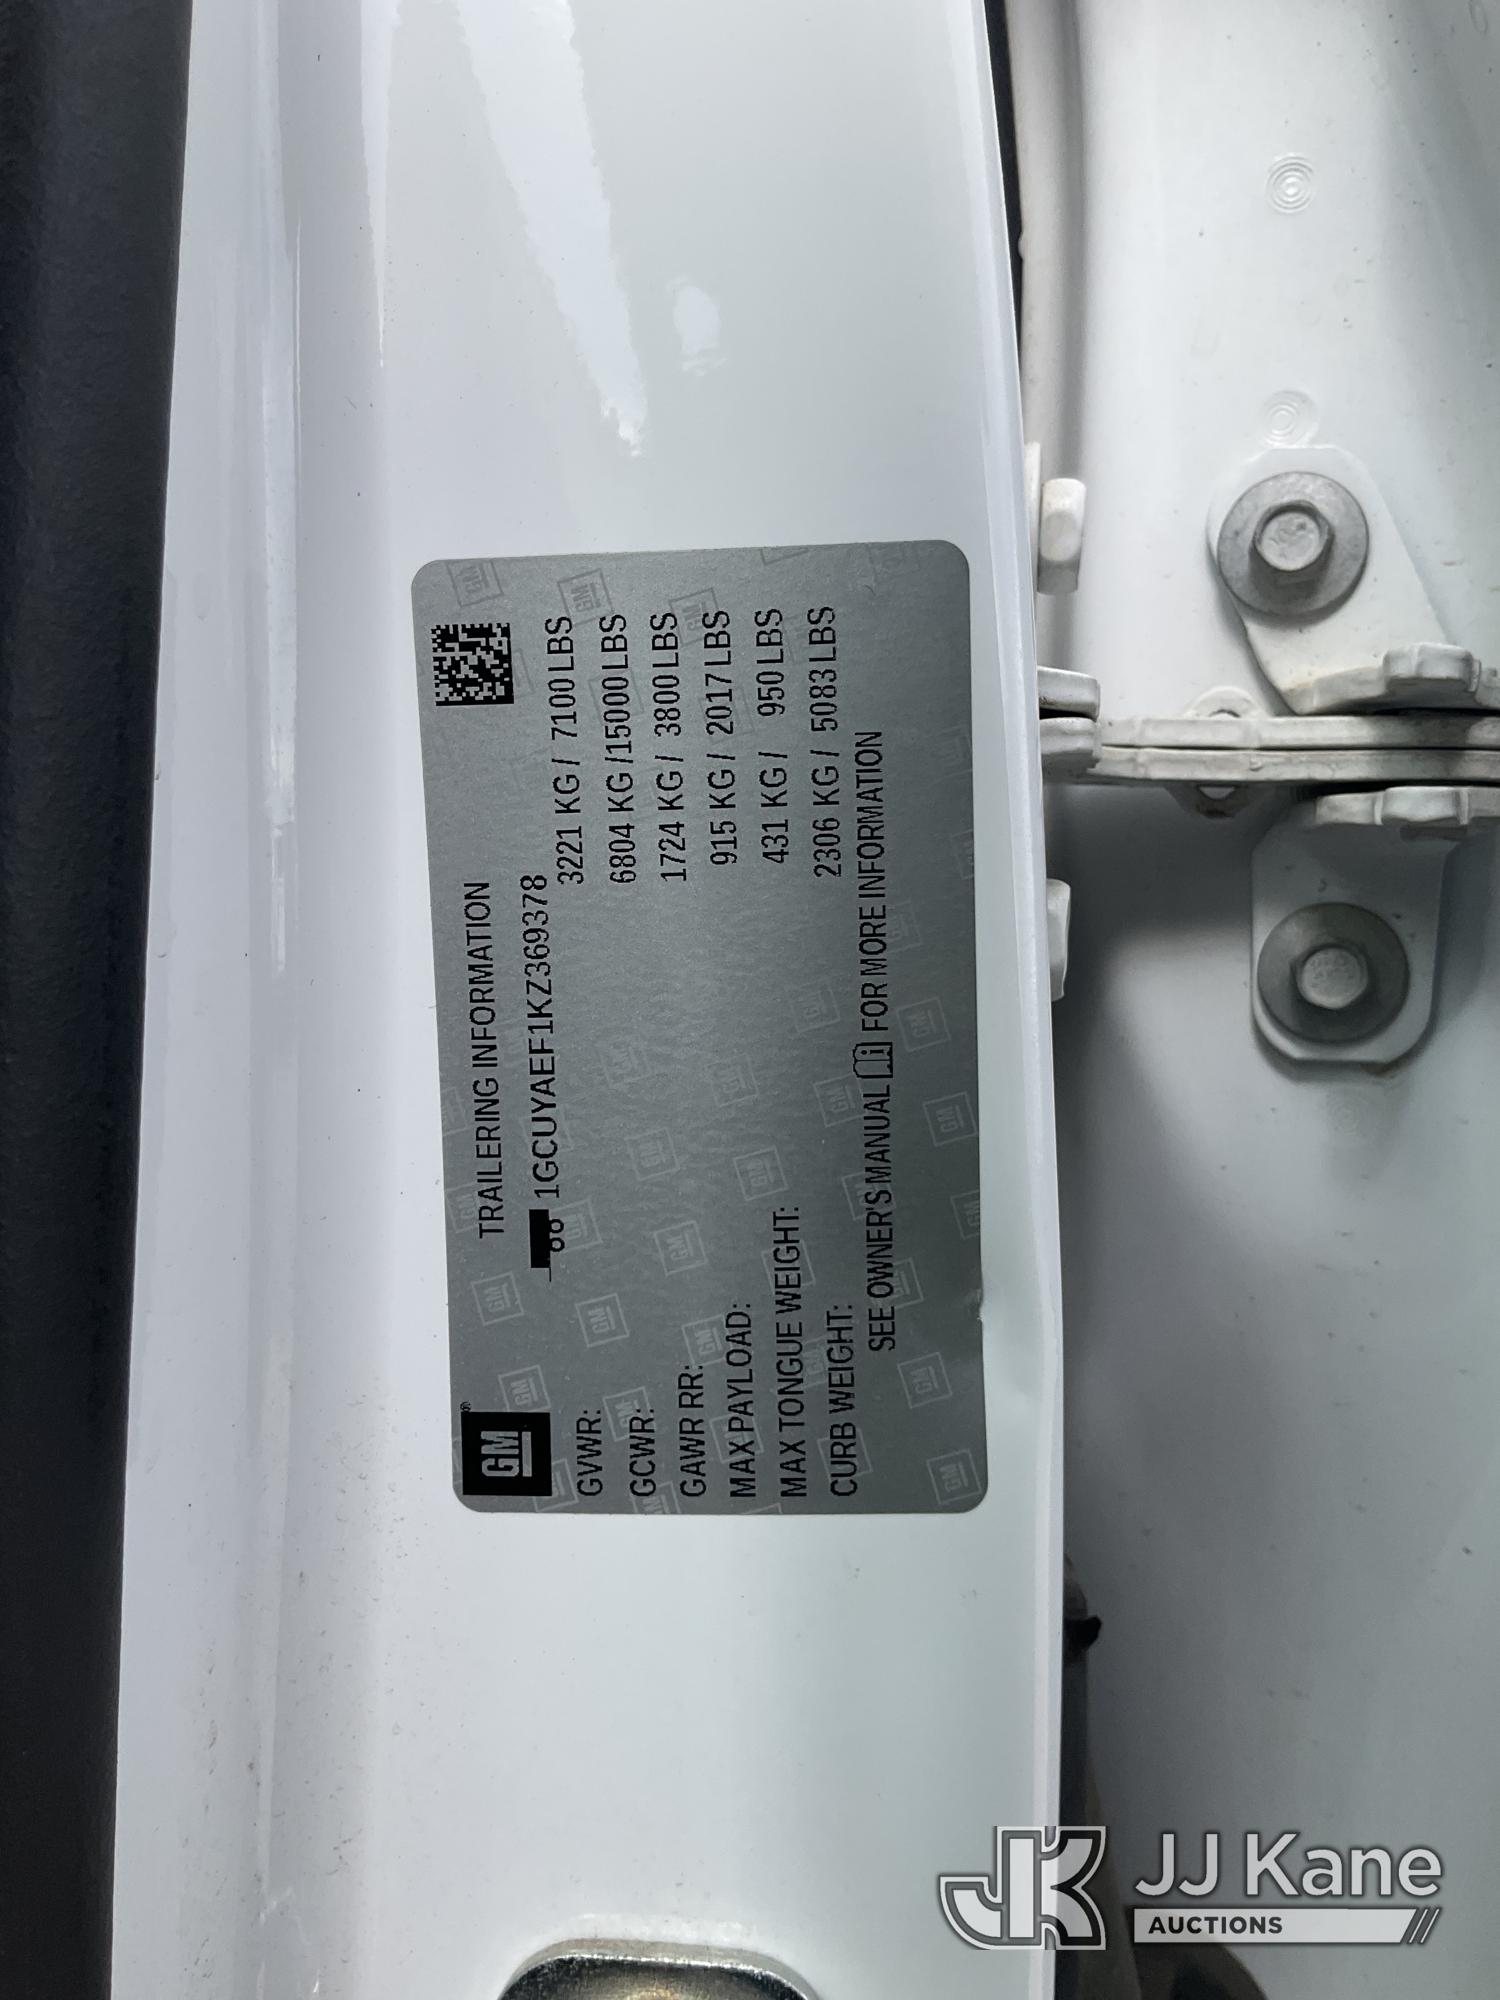 GM®
TRAILERING INFORMATION
1GCUYAEF1KZ369378
GVWR: 3221 KG / 7100 LBS
GCWR: 6804 KG /15000 LBS
GAWR RR: 1724 KG / 3800 LBS
MAX PAYLOAD: 915 KG / 2017 LBS
MAX TONGUE WEIGHT: 431 KG / 950 LBS
CURB WEIGHT: 2306 KG / 5083 LBS
SEE OWNER'S MANUAL FOR MORE INFORMATION
JK JJ Kane
AUCTIONS